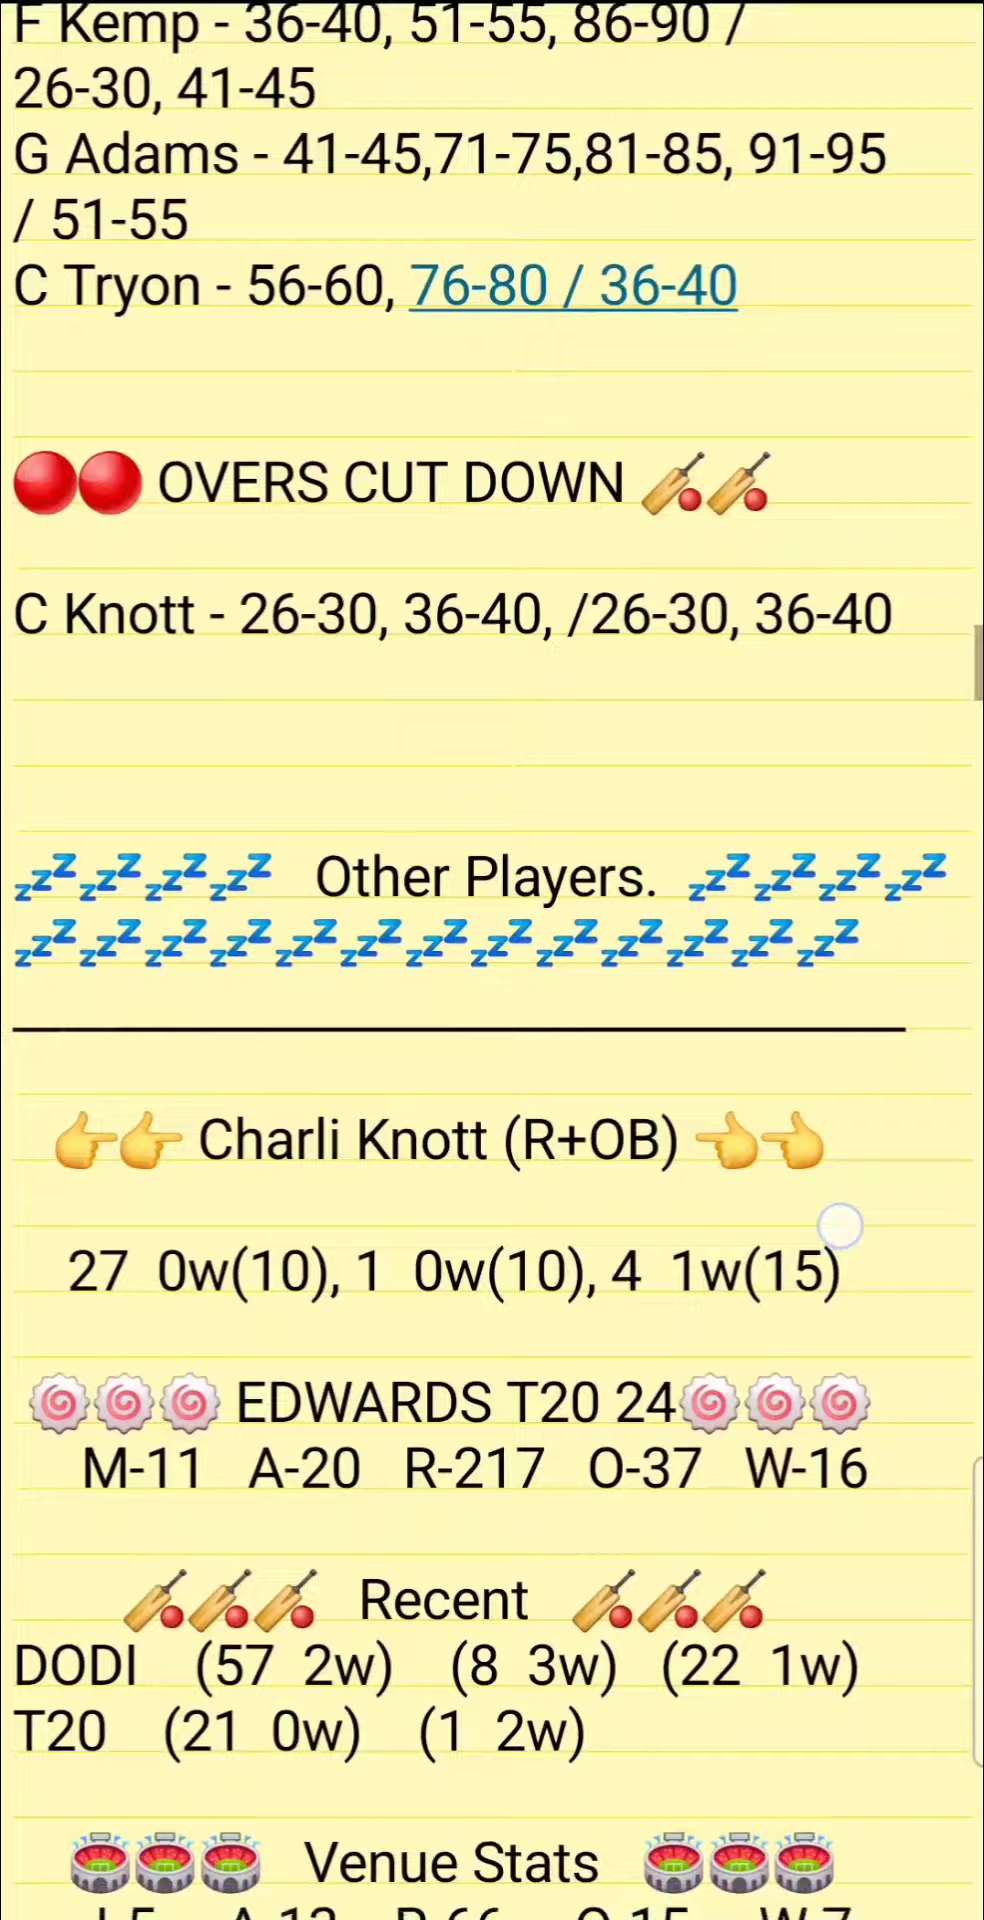 F Kemp - 36-40, 51-55, 86-90 /
26-30, 41-45
G Adams - 41-45,71-75,81-85, 91-95
/ 51-55
C Tryon - 56-60, 76-80 / 36-40
🔴🔴 OVERS CUT DOWN 🏏🏏
C Knott - 26-30, 36-40, /26-30, 36-40
💤💤💤💤 Other Players. 💤💤💤💤
💤💤💤💤💤💤💤💤💤💤💤💤💤
👉👉 Charli Knott (R+OB) 👈👈
27 0w(10), 1 0w(10), 4 1w(15)
🍥🍥🍥 EDWARDS T20 24🍥🍥🍥
M-11 A-20 R-217 O-37 W-16
🏏🏏🏏 Recent 🏏🏏🏏
DODI (57 2w) (8 3w) (22 1w)
T20 (21 0w) (1 2w)
🏟🏟🏟 Venue Stats 🏟🏟🏟